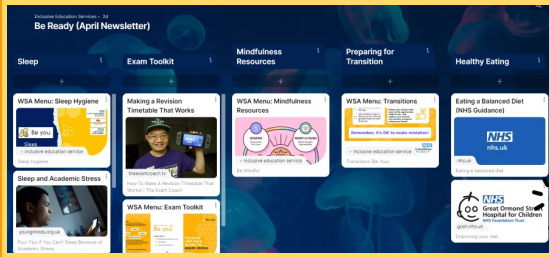 Inclusive Education Services • 2d
Be Ready (April Newsletter)
Sleep
WSA Menu: Sleep Hygiene
Be you
Sleep
Inclusive education service
Sleep hygiene
Sleep and Academic Stress
youngminds.org.uk
Four Tips If You Can't Sleep Because of
Academic Stress
Exam Toolkit
Making a Revision
Timetable That Works
theexamcoach.tv
How To Make A Revision Timetable That
Works! | The Exam Coach
WSA Menu: Exam Toolkit
Be you
Mindfulness
Resources
WSA Menu: Mindfulness
Resources
Inclusive education service
Be Mindful
Preparing for
Transition
WSA Menu: Transitions
Remember, it's OK to make mistakes!
Inclusive education service
Transitions (Be You)
Healthy Eating
Eating a Balanced Diet
(NHS Guidance)
NHS
nhs.uk
nhs.uk
Eating a balanced diet
NHS
Great Ormond Street
Hospital for Children
NHS Foundation Trust
gosh.nhs.uk
Improving your diet